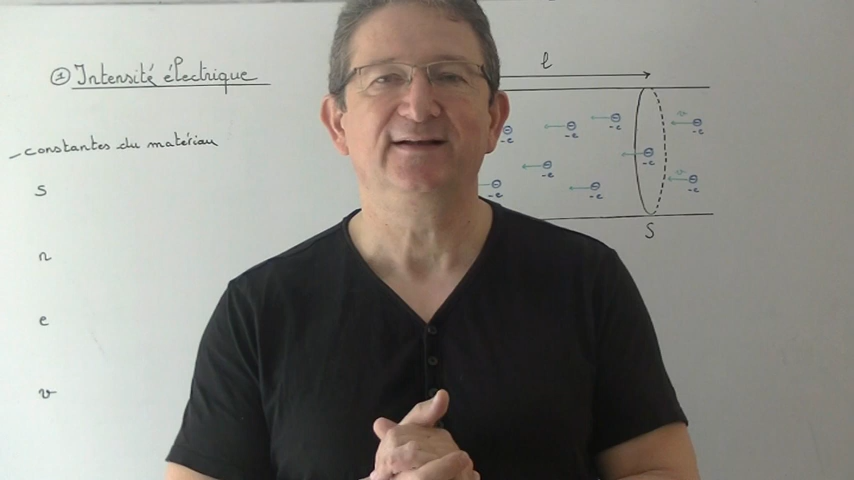 ① Intensité électrique
- constantes du matériau
S
n
e
v
l
⊖ ⊖ ⊖ ⊖ v
-e -e -e -e
⊖ ⊖
-e -e
⊖ ⊖ ⊖ v
-e -e -e
S